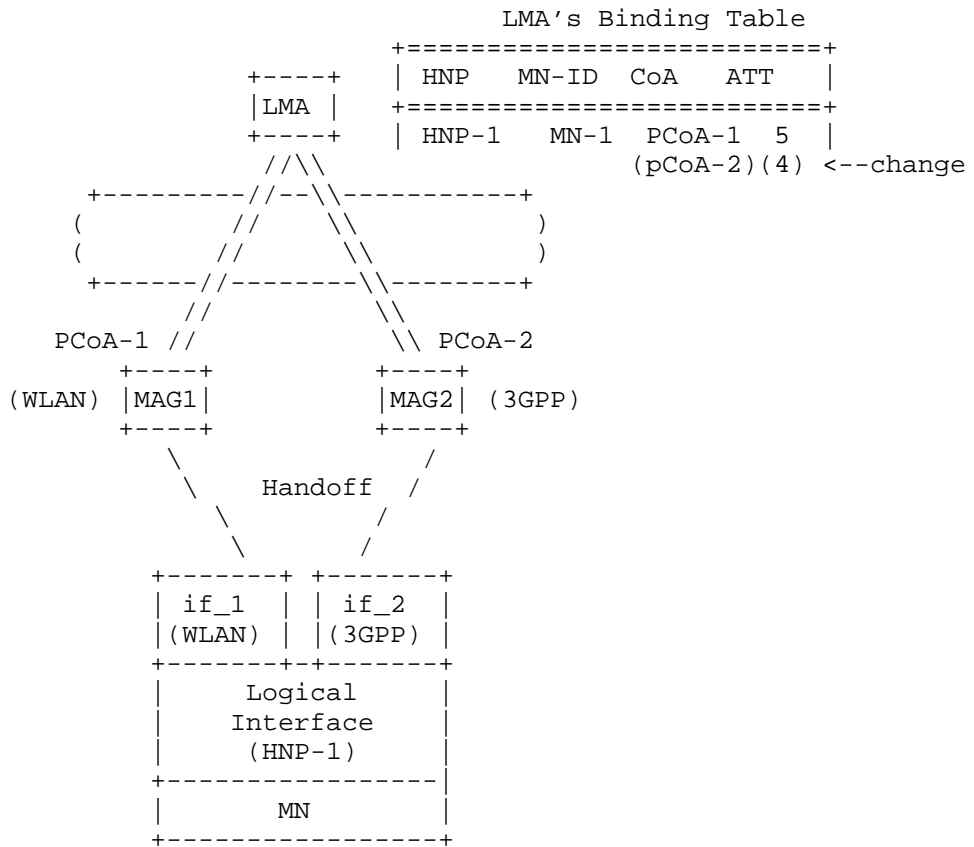 LMA's Binding Table
HNP MN-ID CoA ATT
LMA
HNP-1 MN-1 PCoA-1 5
(pCoA-2)(4) <--change
PCoA-1 PCoA-2
(WLAN) MAG1 MAG2 (3GPP)
Handoff
if_1 if_2
(WLAN) (3GPP)
Logical
Interface
(HNP-1)
MN